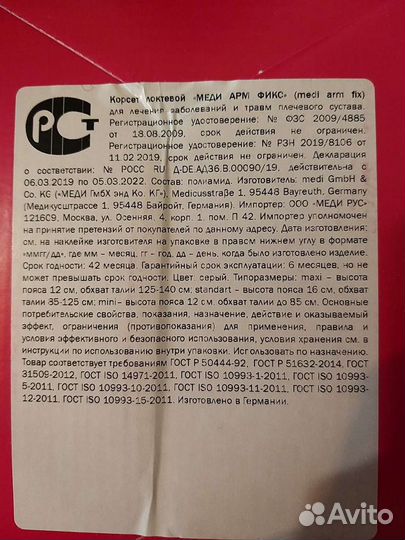 РСТ
Корсет локтевой «МЕДИ АРМ ФИКС» (medi arm fix)
для лечения заболеваний и травм плечевого сустава.
Регистрационное удостоверение: № ФЗС 2009/4885
от 18.08.2009, срок действия не ограничен.
Регистрационное удостоверение: № РЗН 2019/8106 от
11.02.2019, срок действия не ограничен. Декларация
о соответствии: № РОСС RU Д-DE.АД36.В.00090/19, действительна с
06.03.2019 по 05.03.2022. Состав: полиамид. Изготовитель: medi GmbH &
Co. KG («МЕДИ ГмбХ энд Ко КГ»), Medicusstraße 1, 95448 Bayreuth, Germany
(Медикусштрассе 1, 95448 Байройт, Германия). Импортер: ООО «МЕДИ РУС»
121609, Москва, ул. Осенняя, 4, корп. 1, пом. П 42. Импортер уполномочен
на принятие претензий от покупателей по данному адресу. Дата изготовления:
см. на наклейке изготовителя на упаковке в правом нижнем углу в формате
«ммгг/дд», где мм – месяц, гг – год, дд – день, когда было изготовлено изделие.
Срок годности: 42 месяца. Гарантийный срок эксплуатации: 6 месяцев, но не
может превышать срок годности. Цвет: серый. Типоразмеры: maxi – высота
пояса 12 см, обхват талии 125-140 см; standart – высота пояса 16 см, обхват
талии 85-125 см; mini – высота пояса 12 см, обхват талии до 85 см. Основные
потребительские свойства, показания, назначение, действие и оказываемый
эффект, ограничения (противопоказания) для применения, правила и
условия эффективного и безопасного использования, условия хранения см. в
инструкции по использованию внутри упаковки. Использовать по назначению.
Товар соответствует требованиям ГОСТ Р 50444-92, ГОСТ Р 51632-2014, ГОСТ
31509-2012, ГОСТ ISO 14971-2011, ГОСТ ISO 10993-1-2011, ГОСТ ISO 10993-
5-2011, ГОСТ ISO 10993-10-2011, ГОСТ ISO 10993-11-2011, ГОСТ ISO 10993-
12-2011, ГОСТ ISO 10993-15-2011. Изготовлено в Германии.
Avito